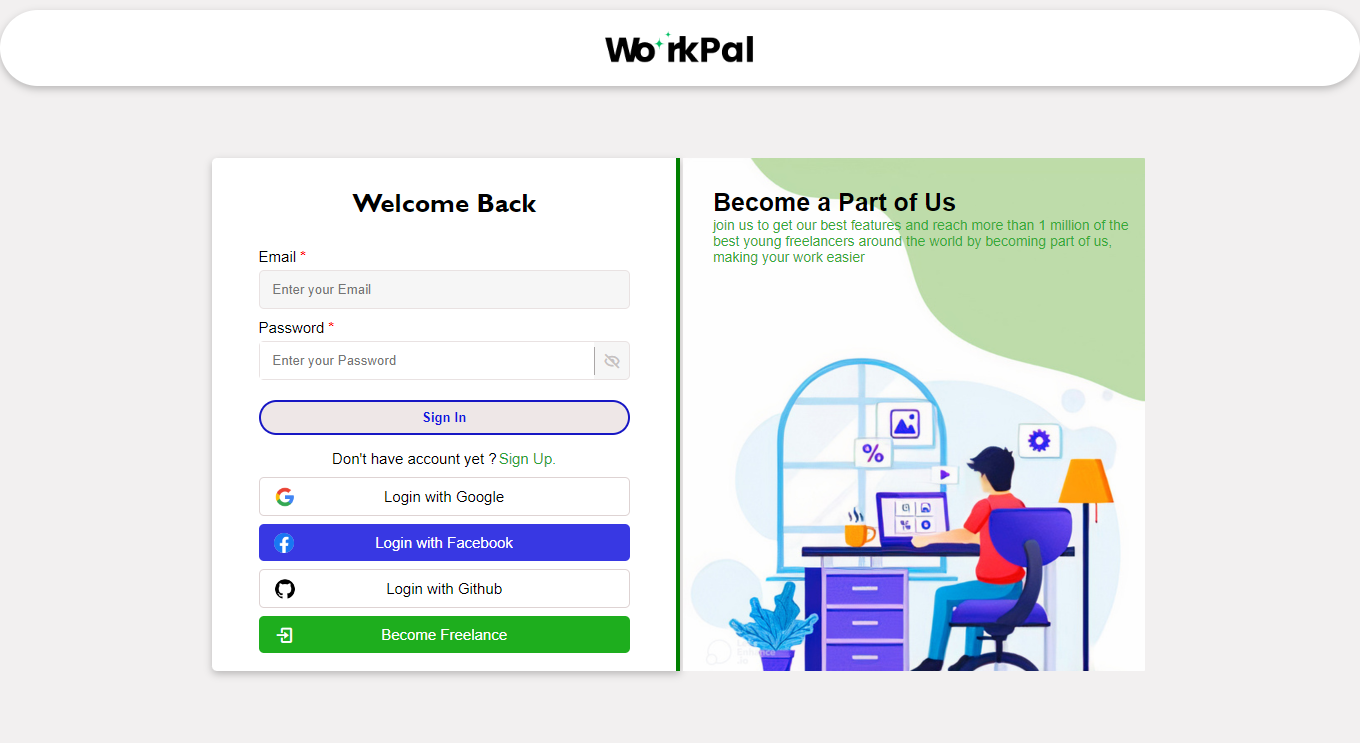 WorkPal
Welcome Back
Email *
Enter your Email
Password *
Enter your Password
Sign In
Don't have account yet ? Sign Up.
Login with Google
Login with Facebook
Login with Github
Become Freelance
Become a Part of Us
join us to get our best features and reach more than 1 million of the
best young freelancers around the world by becoming part of us,
making your work easier
%
%